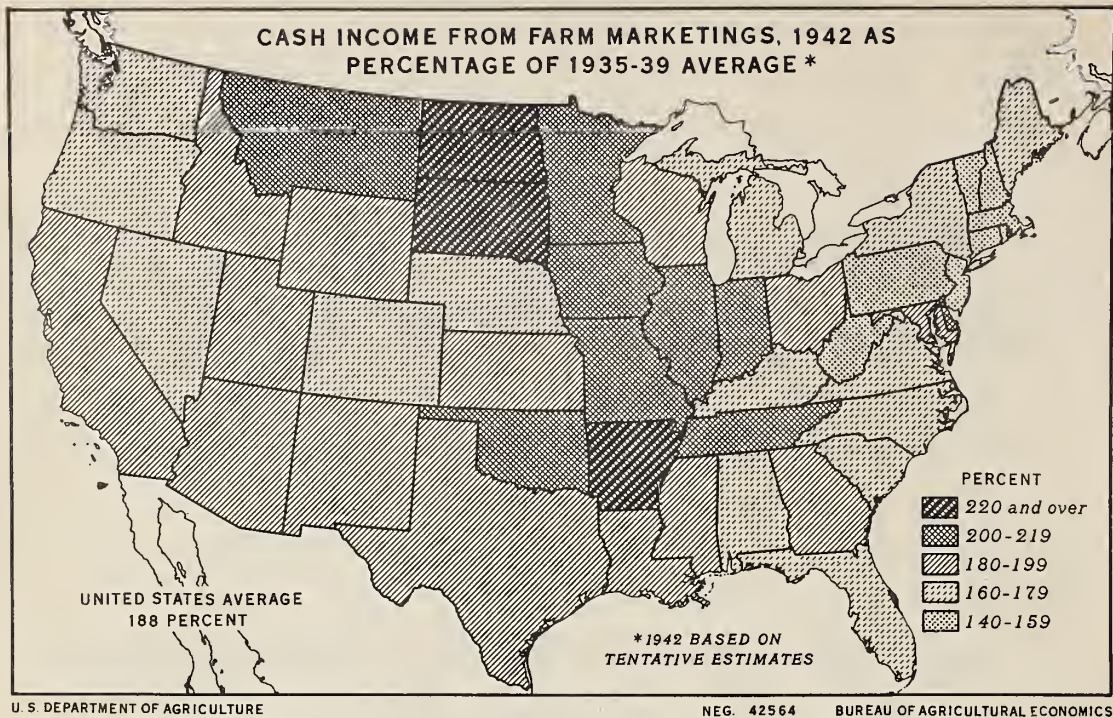 CASH INCOME FROM FARM MARKETINGS, 1942 AS
PERCENTAGE OF 1935-39 AVERAGE*
PERCENT
220 and over
200-219
180-199
160-179
140-159
UNITED STATES AVERAGE
188 PERCENT
*1942 BASED ON
TENTATIVE ESTIMATES
U. S. DEPARTMENT OF AGRICULTURE
NEG. 42564
BUREAU OF AGRICULTURAL ECONOMICS